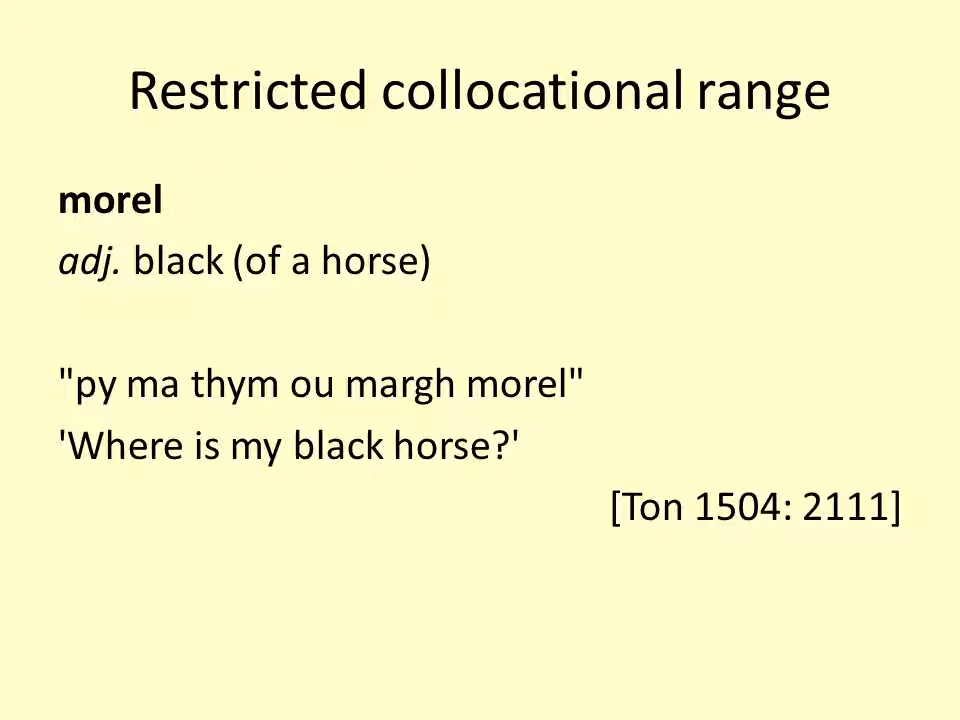 Restricted collocational range
morel
adj. black (of a horse)
"py ma thym ou margh morel"
'Where is my black horse?'
[Ton 1504: 2111]